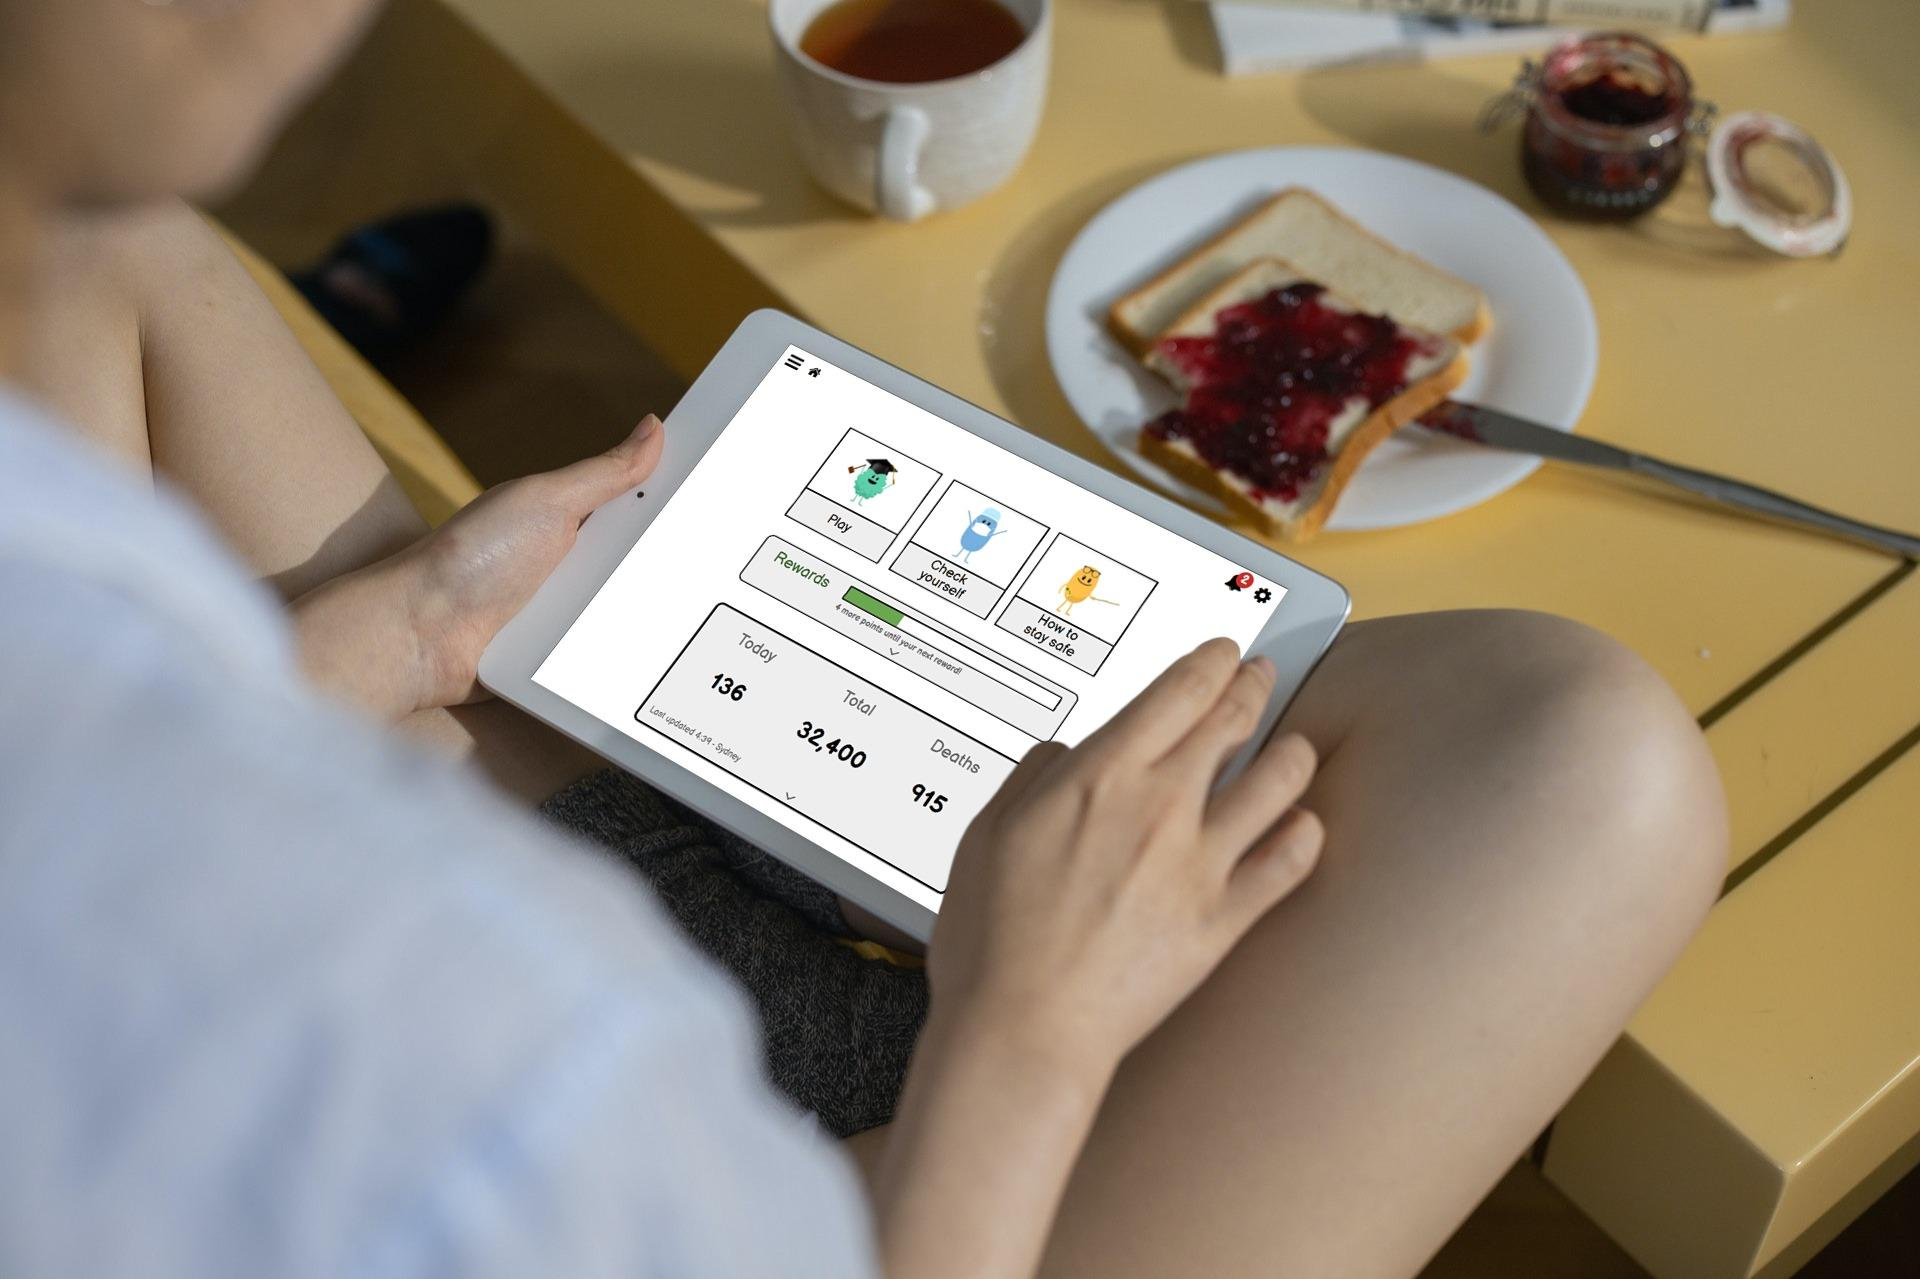 2
Play
Check
yourself
How to
stay safe
Rewards
4 more points until your next reward!
Today
Total
Deaths
136
32,400
915
Last updated 4:39 - Sydney